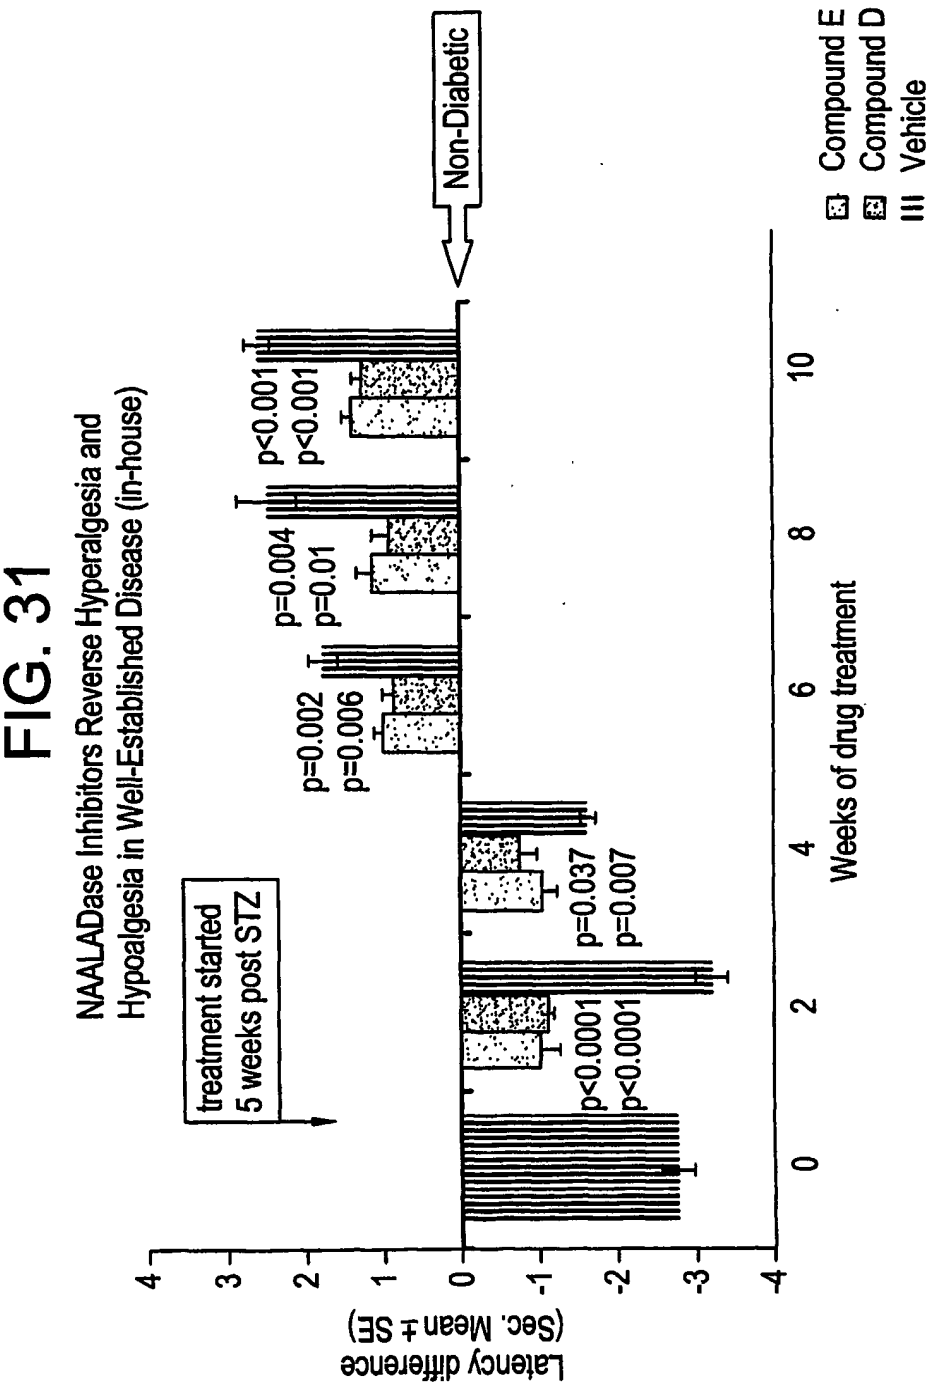 FIG. 31
NAALADase Inhibitors Reverse Hyperalgesia and
Hypoalgesia in Well-Established Disease (in-house)
treatment started
5 weeks post STZ
Non-Diabetic
Latency difference
(Sec. Mean ± SE)
4
3
2
1
0
-1
-2
-3
-4
p<0.0001
p<0.0001
p=0.037
p=0.007
p=0.002
p=0.006
p=0.004
p=0.01
p<0.001
p<0.001
0 2 4 6 8 10
Weeks of drug treatment
Compound E
Compound D
Vehicle